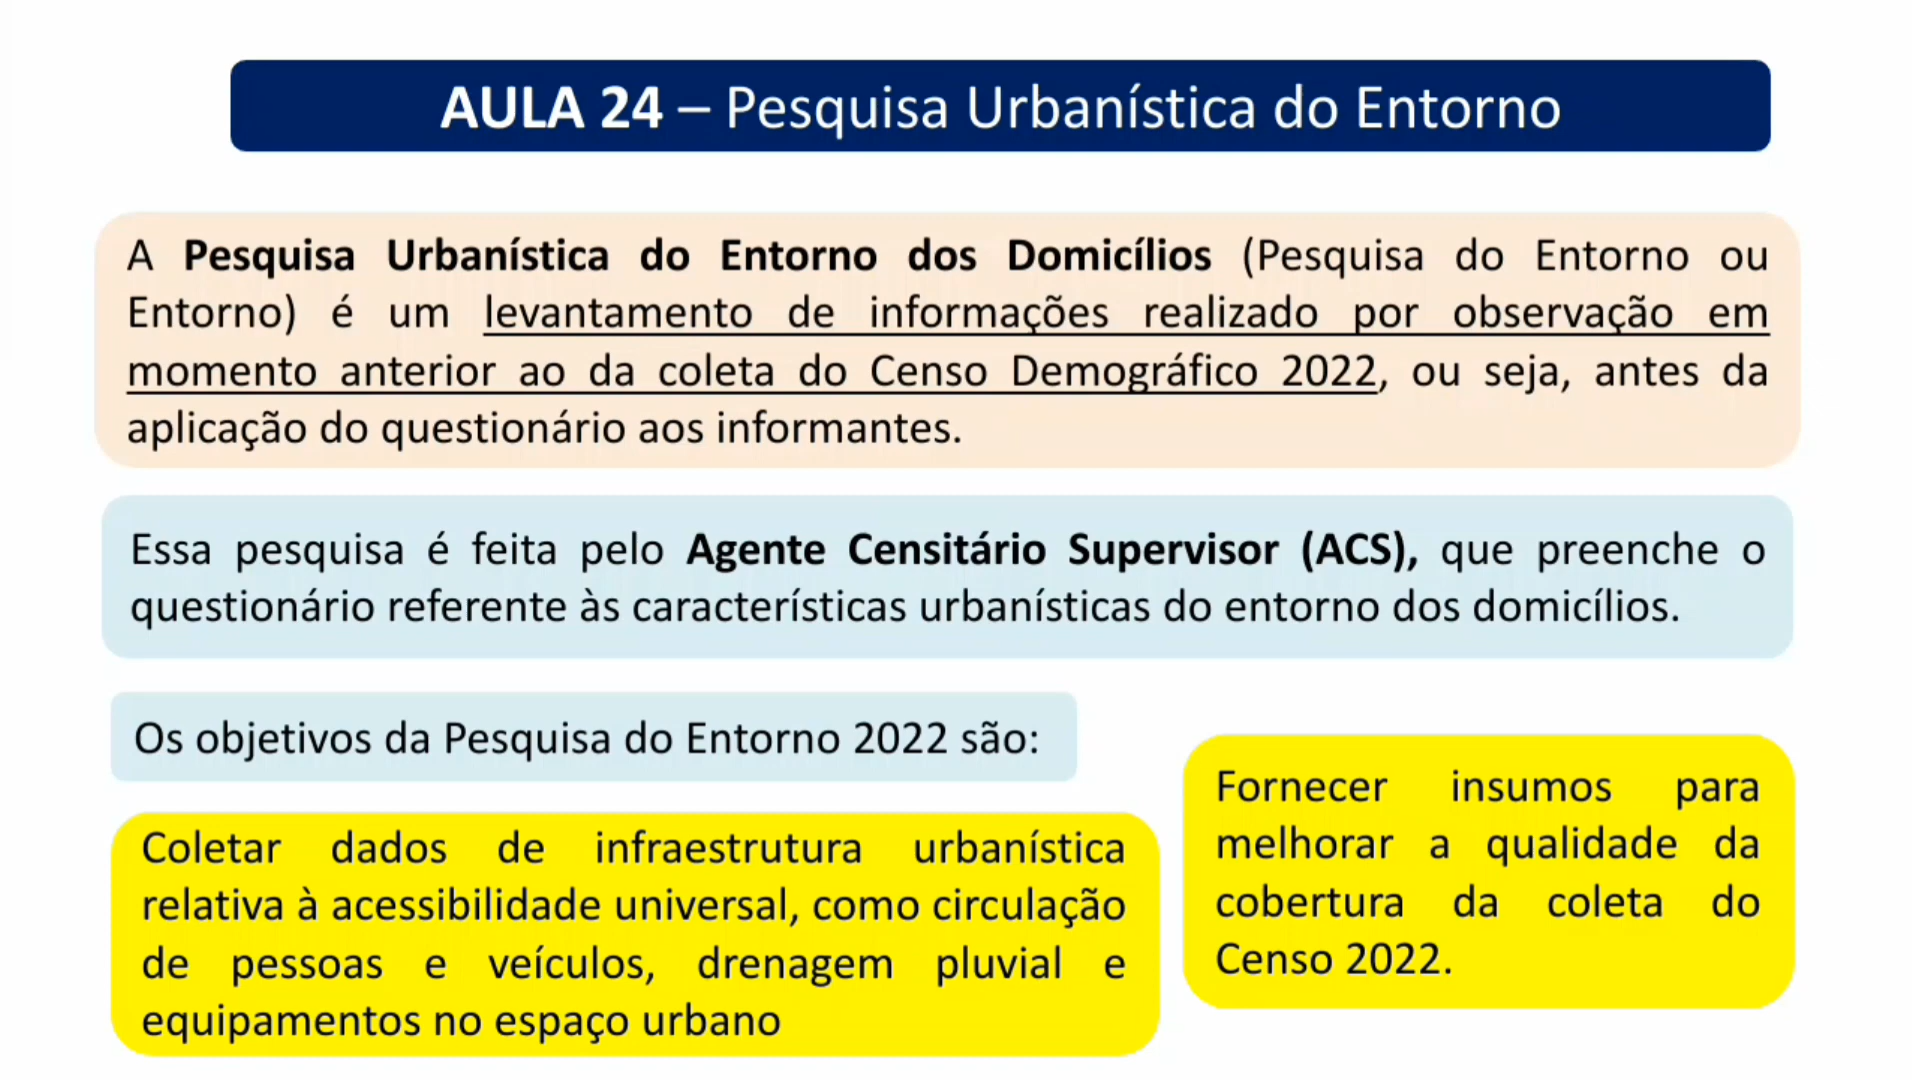 AULA 24 – Pesquisa Urbanística do Entorno
A Pesquisa Urbanística do Entorno dos Domicílios (Pesquisa do Entorno ou
Entorno) é um levantamento de informações realizado por observação em
momento anterior ao da coleta do Censo Demográfico 2022, ou seja, antes da
aplicação do questionário aos informantes.
Essa pesquisa é feita pelo Agente Censitário Supervisor (ACS), que preenche o
questionário referente às características urbanísticas do entorno dos domicílios.
Os objetivos da Pesquisa do Entorno 2022 são:
Coletar dados de infraestrutura urbanística
relativa à acessibilidade universal, como circulação
de pessoas e veículos, drenagem pluvial e
equipamentos no espaço urbano
Fornecer insumos para
melhorar a qualidade da
cobertura da coleta do
Censo 2022.